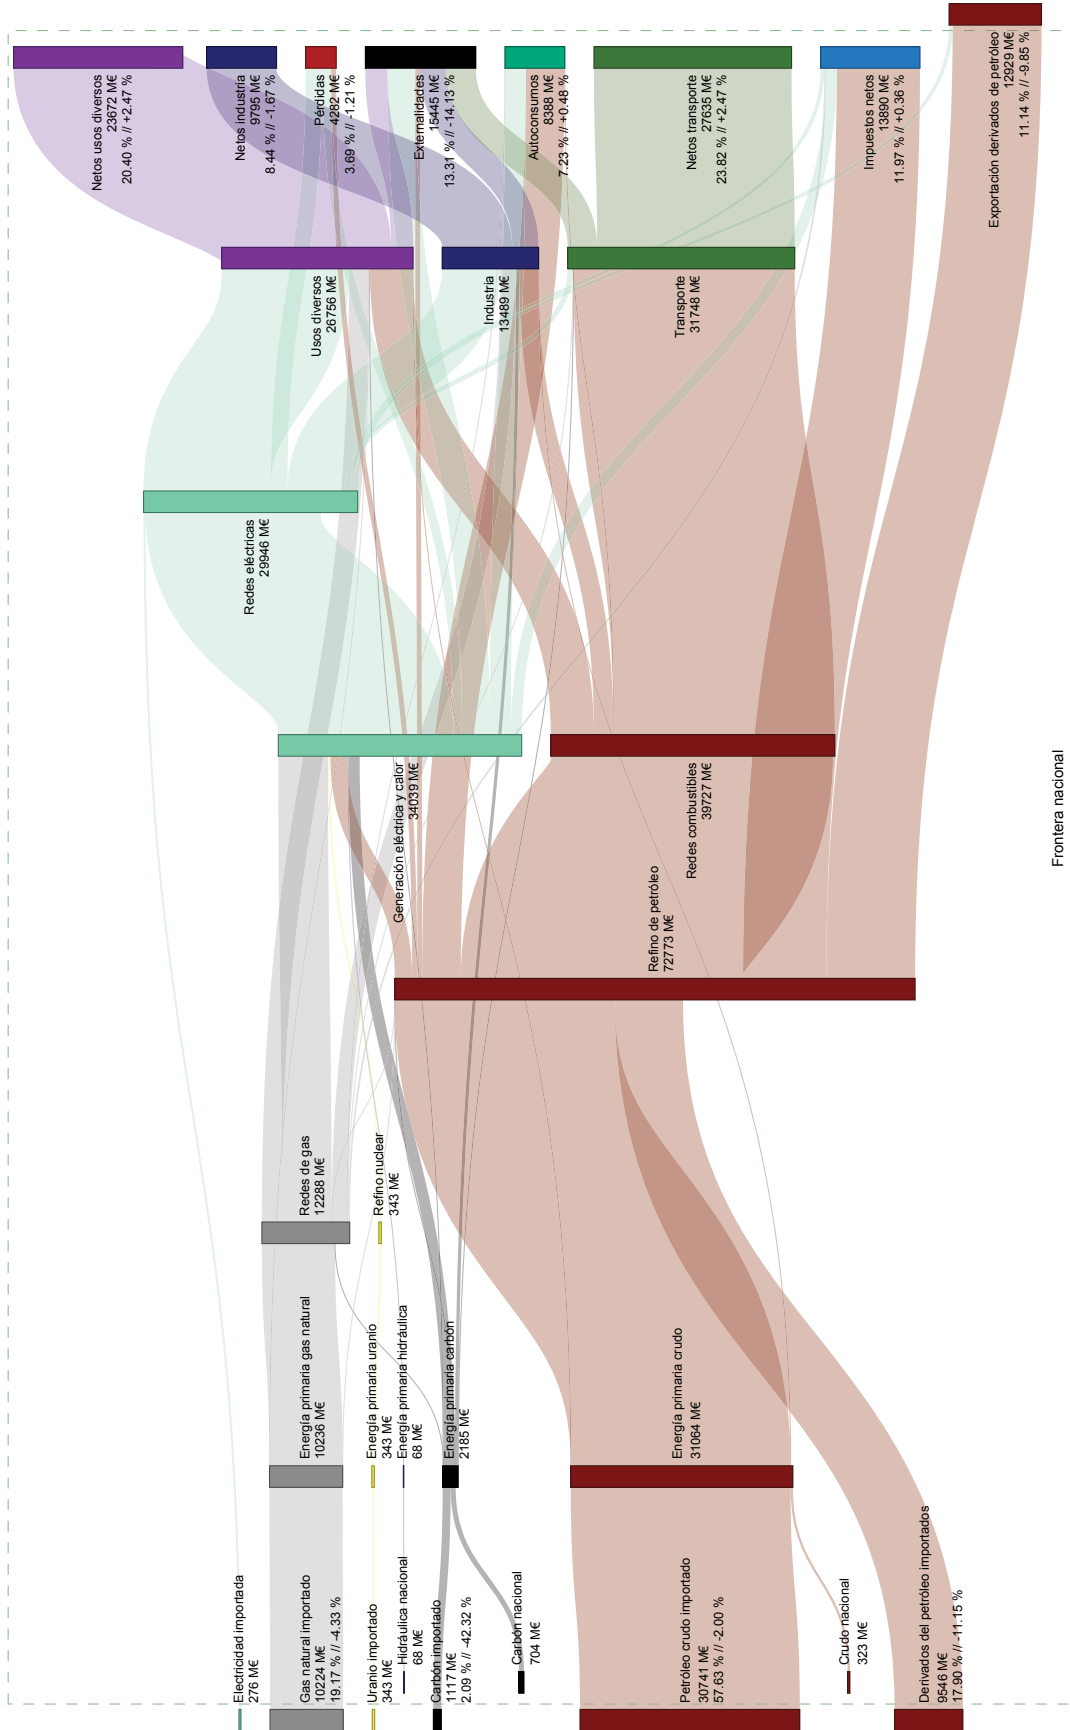 Electricidad importada
276 M€
Gas natural importado
10224 M€
19.17 % // -4.33 %
Uranio importado
343 M€
Hidráulica nacional
68 M€
Carbón importado
1117 M€
2.09 % // -42.32 %
Carbón nacional
704 M€
Petróleo crudo importado
30741 M€
57.63 % // -2.00 %
Crudo nacional
323 M€
Derivados del petróleo importados
9546 M€
17.90 % // -11.15 %
Energía primaria gas natural
10236 M€
Energía primaria uranio
343 M€
Energía primaria hidráulica
68 M€
Energía primaria carbón
2185 M€
Energía primaria crudo
31064 M€
Redes de gas
12288 M€
Refino nuclear
343 M€
Refino de petróleo
72773 M€
Generación eléctrica y calor
34039 M€
Redes combustibles
39727 M€
Redes eléctricas
29946 M€
Usos diversos
26756 M€
Industria
13489 M€
Transporte
31748 M€
Netos usos diversos
23672 M€
20.40 % // +2.47 %
Netos industria
9795 M€
8.44 % // -1.67 %
Pérdidas
4282 M€
3.69 % // -1.21 %
Externalidades
15445 M€
13.31 % // -14.13 %
Autoconsumos
8388 M€
7.23 % // +0.48 %
Netos transporte
27635 M€
23.82 % // +2.47 %
Impuestos netos
13890 M€
11.97 % // +0.36 %
Exportación derivados de petróleo
12929 M€
11.14 % // -9.85 %
Frontera nacional